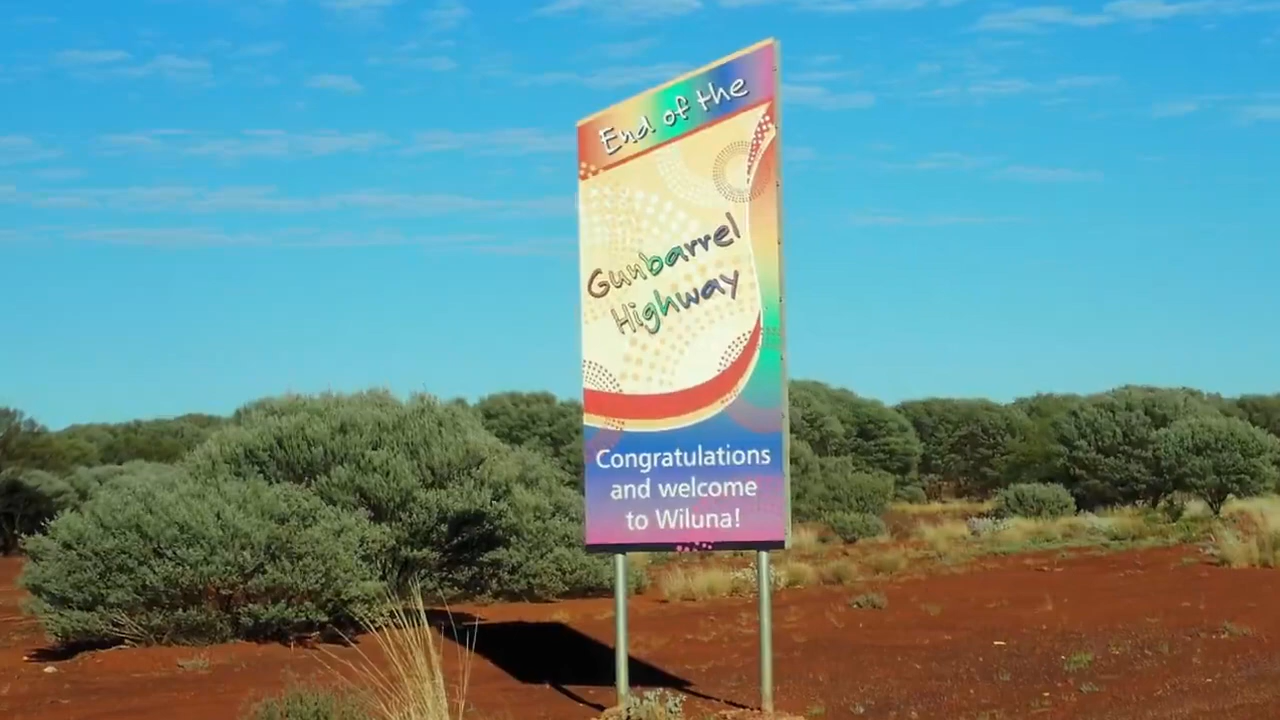 End of the
Gunbarrel
Highway
Congratulations
and welcome
to Wiluna!